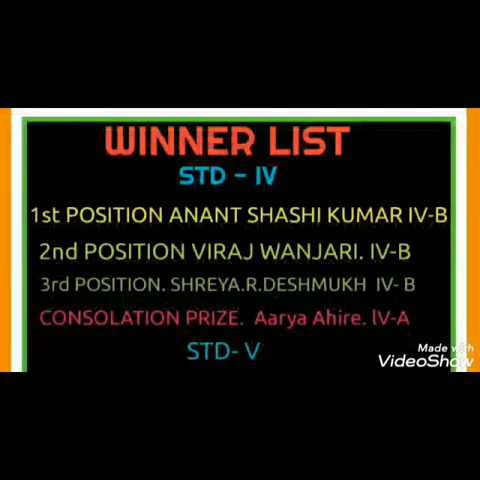 WINNER LIST
STD - IV
1st POSITION ANANT SHASHI KUMAR IV-B
2nd POSITION VIRAJ WANJARI. IV-B
3rd POSITION. SHREYA.R.DESHMUKH IV- B
CONSOLATION PRIZE. Aarya Ahire. lV-A
STD- V
Made with
VideoShow